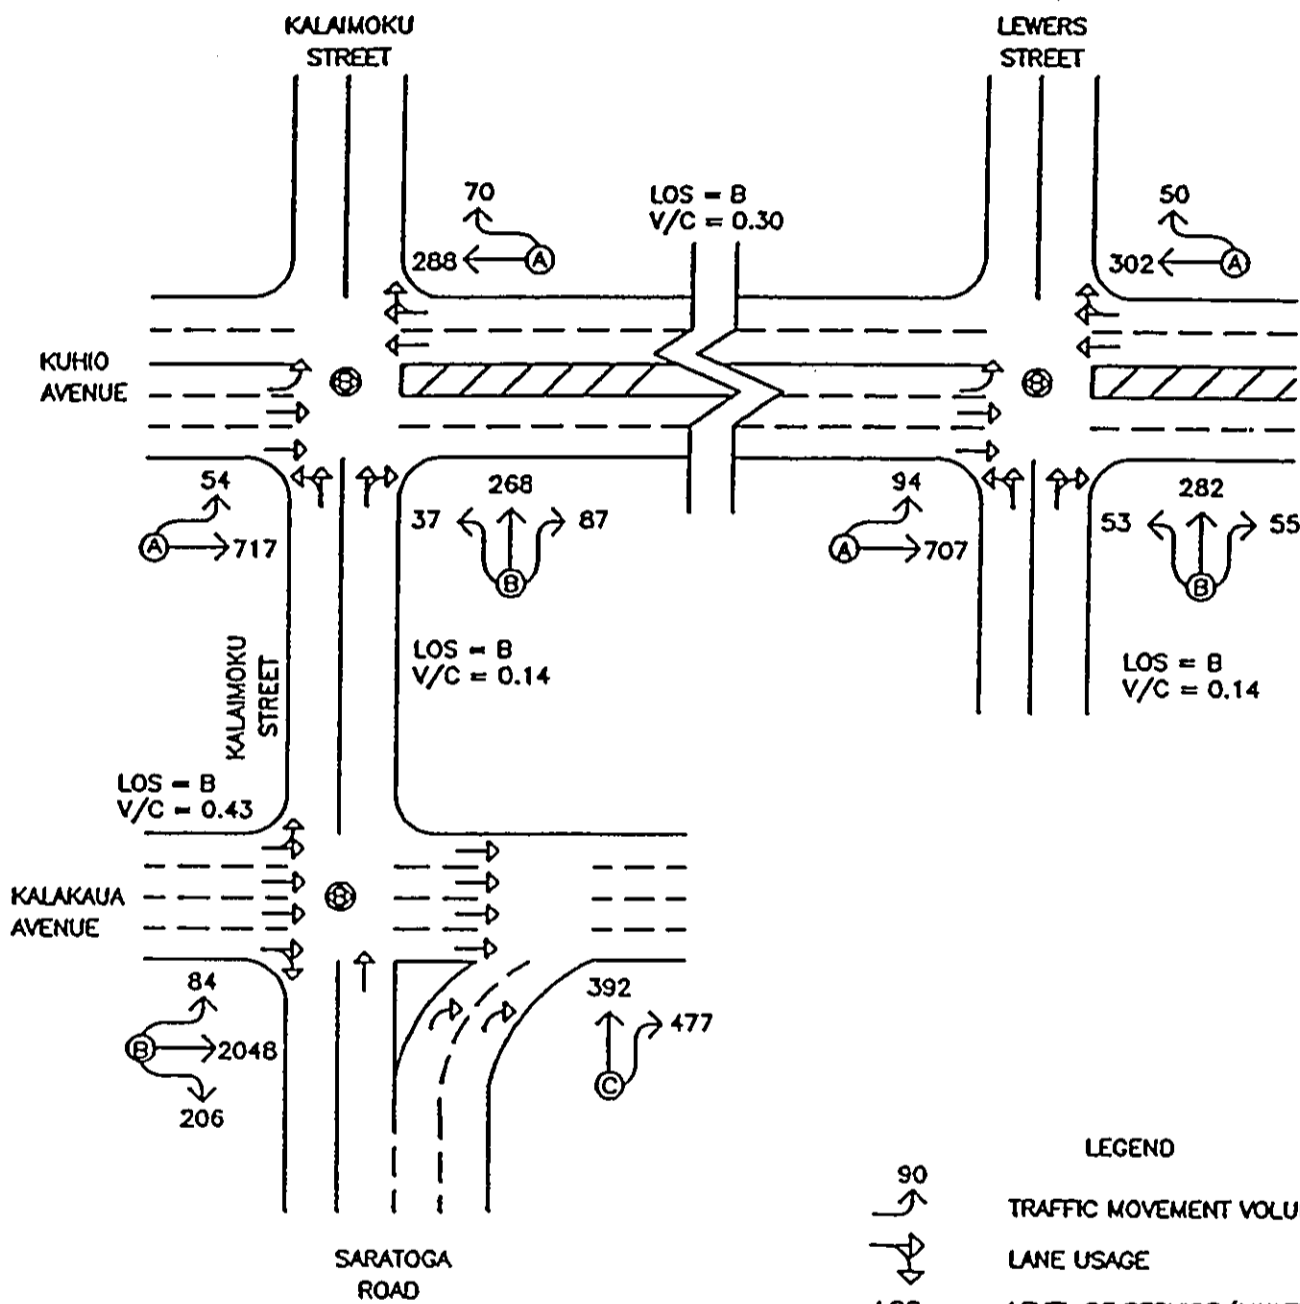 KALAIMOKU
STREET
LEWERS
STREET
70
288
A
LOS = B
V/C = 0.30
50
302
A
KUHIO
AVENUE
54
A
717
268
37
87
B
94
A
707
282
53
55
B
KALAIMOKU
STREET
LOS = B
V/C = 0.14
LOS = B
V/C = 0.14
LOS = B
V/C = 0.43
KALAKAUA
AVENUE
84
B
2048
206
392
477
C
LEGEND
90
TRAFFIC MOVEMENT VOLU
LANE USAGE
SARATOGA
ROAD